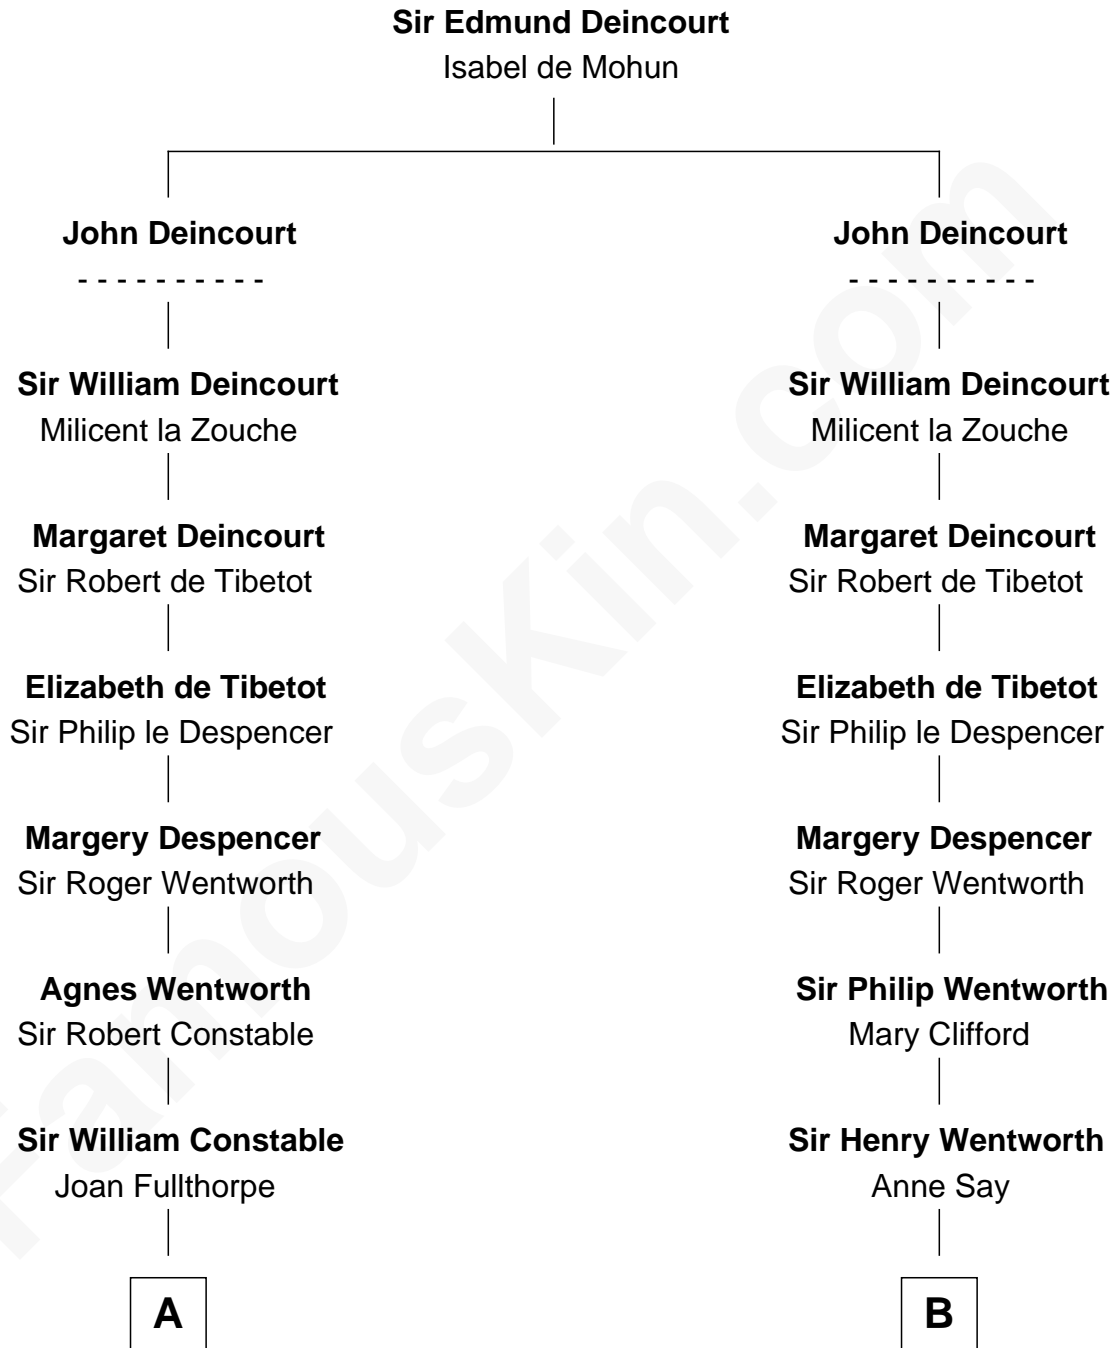 Sir Edmund Deincourt
Isabel de Mohun
John Deincourt
John Deincourt
- - - - - - - - - -
- - - - - - - - - -
Sir William Deincourt
Milicent la Zouche
Sir William Deincourt
Milicent la Zouche
Margaret Deincourt
Sir Robert de Tibetot
Margaret Deincourt
Sir Robert de Tibetot
Elizabeth de Tibetot
Sir Philip le Despencer
Elizabeth de Tibetot
Sir Philip le Despencer
Margery Despencer
Sir Roger Wentworth
Margery Despencer
Sir Roger Wentworth
Agnes Wentworth
Sir Robert Constable
Sir Philip Wentworth
Mary Clifford
Sir William Constable
Joan Fullthorpe
Sir Henry Wentworth
Anne Say
A
B
FamousKin.com